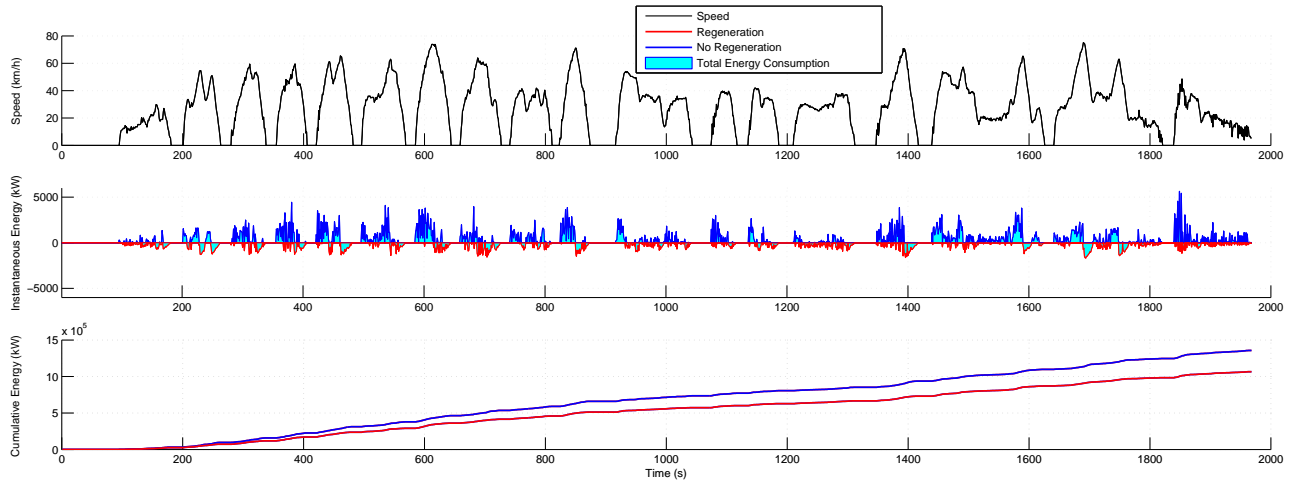 Speed
Regeneration
No Regeneration
Total Energy Consumption
Speed (km/h)
80
60
40
20
0
0 200 400 600 800 1000 1200 1400 1600 1800 2000
Instantaneous Energy (kW)
5000
0
−5000
0 200 400 600 800 1000 1200 1400 1600 1800 2000
x 10^5
Cumulative Energy (kW)
15
10
5
0
0 200 400 600 800 1000 1200 1400 1600 1800 2000
Time (s)